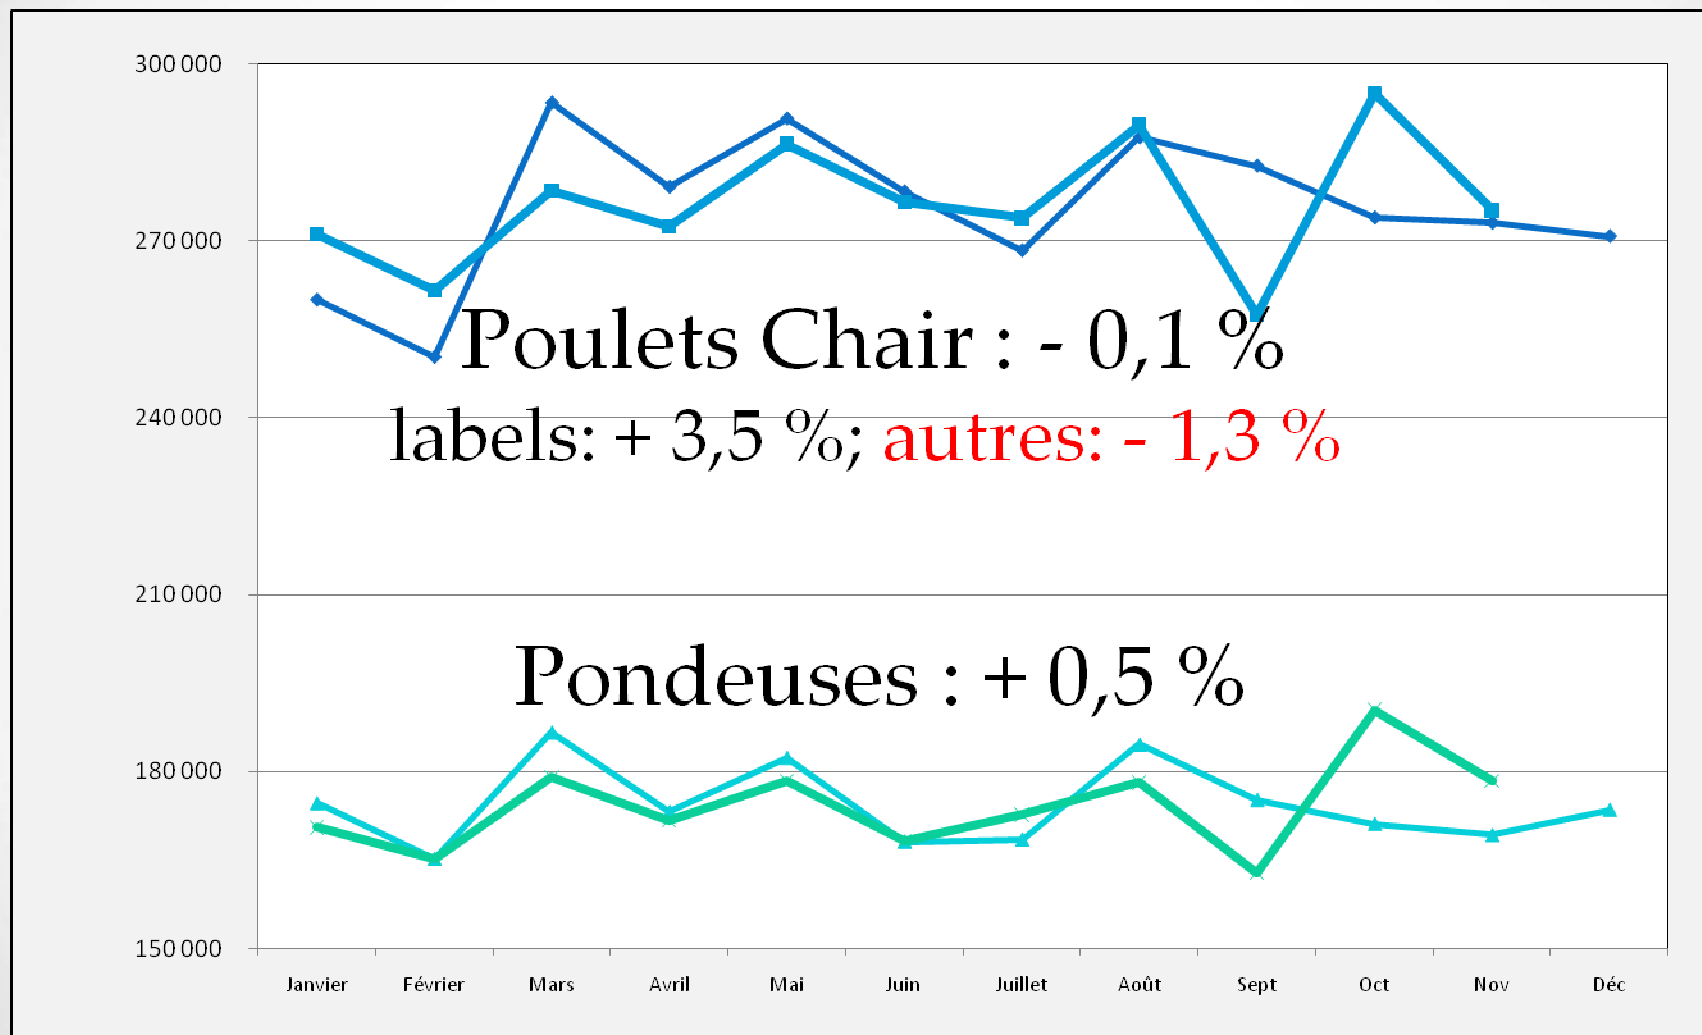 300 000
270 000
Poulets Chair : - 0,1 %
240 000
labels: + 3,5 %; autres: - 1,3 %
210 000
Pondeuses : + 0,5 %
180 000
150 000
Janvier Février Mars Avril Mai Juin Juillet Août Sept Oct Nov Déc